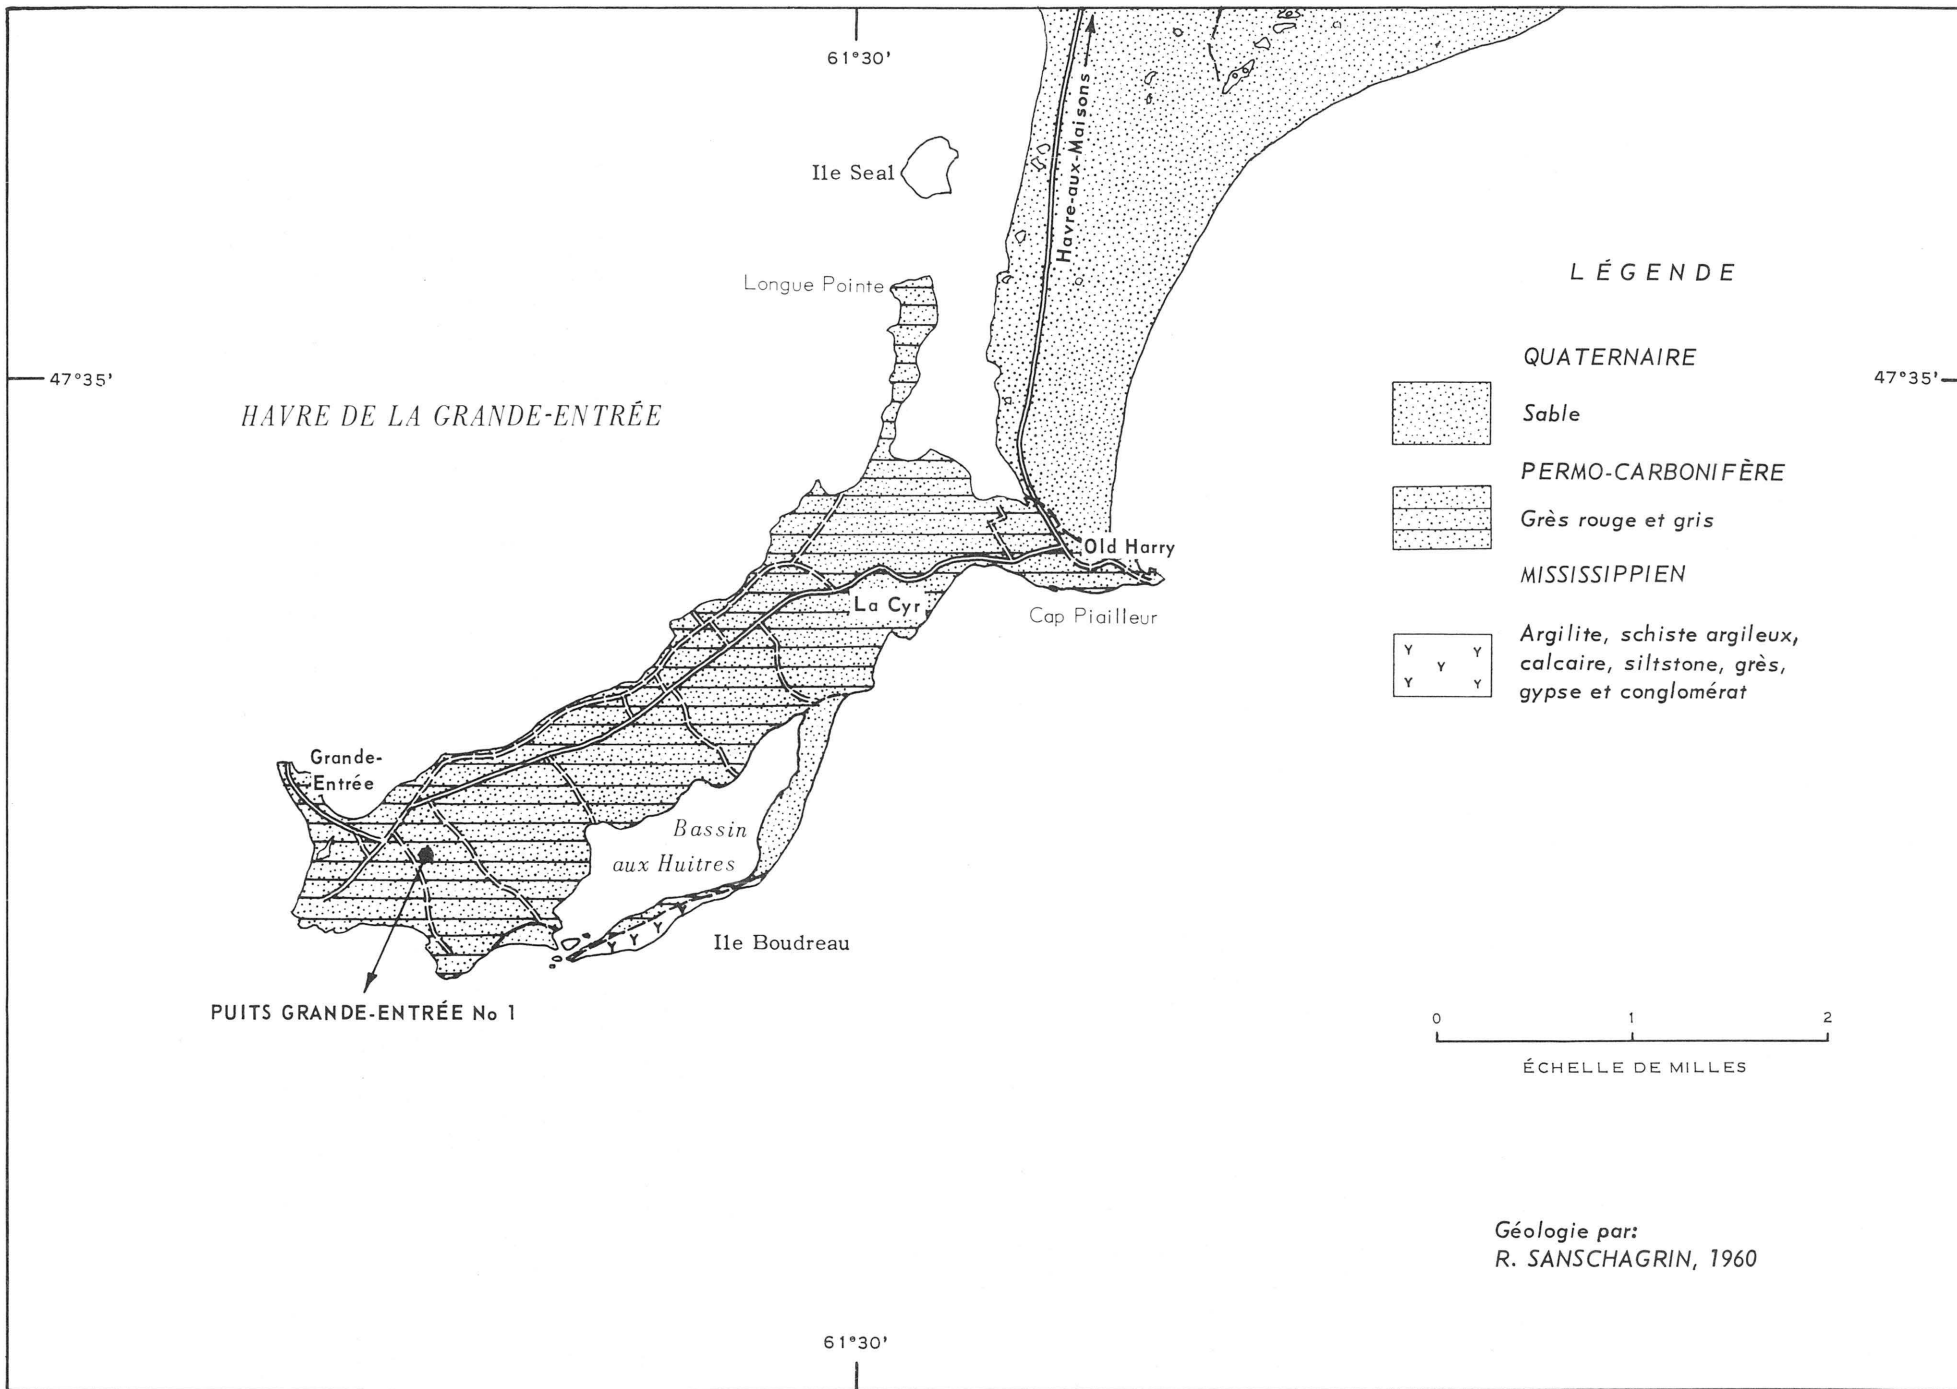 61°30'
Havre-aux-Maisons
Ile Seal
Longue Pointe
47°35'
47°35'
HAVRE DE LA GRANDE-ENTRÉE
Old Harry
La Cyr
Cap Piailleur
Grande-
Entrée
Bassin
aux Huitres
Ile Boudreau
PUITS GRANDE-ENTRÉE No 1
LÉGENDE
QUATERNAIRE
Sable
PERMO-CARBONIFÈRE
Grès rouge et gris
MISSISSIPPIEN
Y Y
Y
Y Y
Argilite, schiste argileux,
calcaire, siltstone, grès,
gypse et conglomérat
Y Y Y Y
0 1 2
ÉCHELLE DE MILLES
Géologie par:
R. SANSCHAGRIN, 1960
61°30'